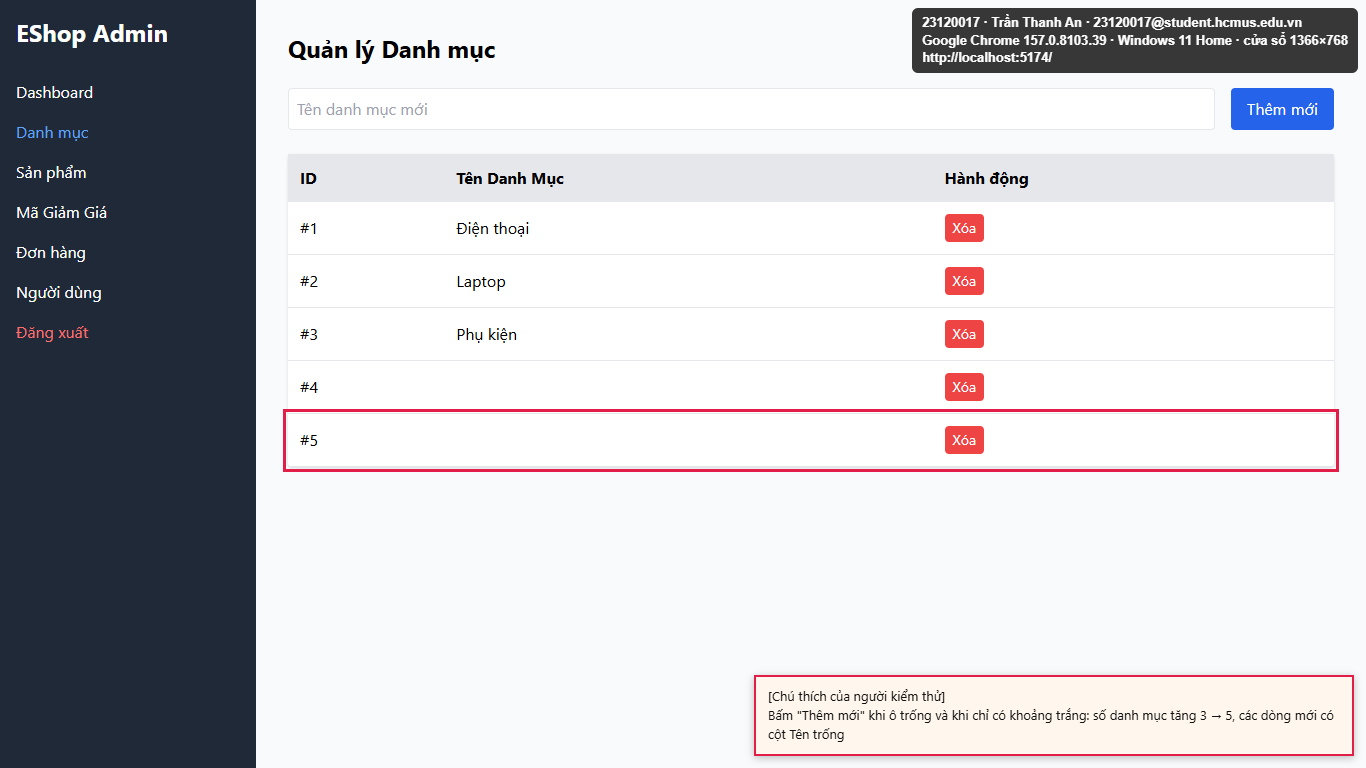 EShop Admin
Dashboard
Danh mục
Sản phẩm
Mã Giảm Giá
Đơn hàng
Người dùng
Đăng xuất
23120017 · Trần Thanh An · 23120017@student.hcmus.edu.vn
Google Chrome 157.0.8103.39 · Windows 11 Home · cửa sổ 1366×768
http://localhost:5174/
Quản lý Danh mục
Tên danh mục mới
Thêm mới
ID Tên Danh Mục Hành động
#1 Điện thoại Xóa
#2 Laptop Xóa
#3 Phụ kiện Xóa
#4 Xóa
#5 Xóa
[Chú thích của người kiểm thử]
Bấm "Thêm mới" khi ô trống và khi chỉ có khoảng trắng: số danh mục tăng 3 → 5, các dòng mới có
cột Tên trống